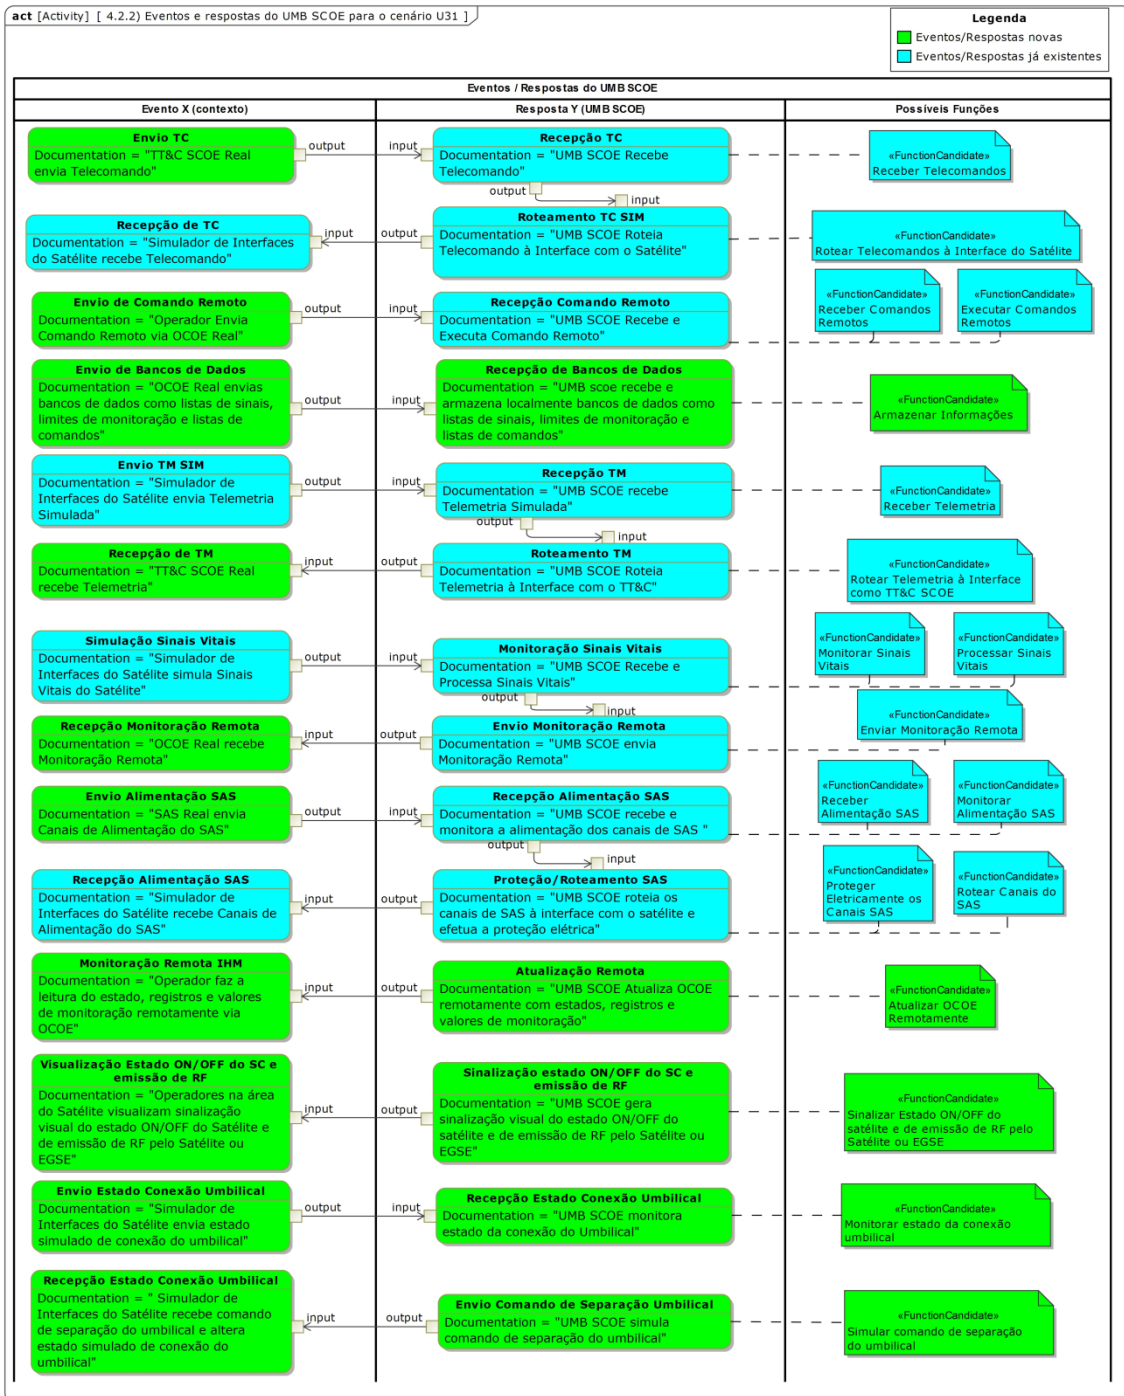 act [Activity] [ 4.2.2) Eventos e respostas do UMB SCOE para o cenário U31 ]
Legenda
Eventos/Respostas novas
Eventos/Respostas já existentes
Eventos / Respostas do UMB SCOE
Evento X (contexto)
Resposta Y (UMB SCOE)
Possíveis Funções
Envio TC
Documentation = "TT&C SCOE Real
envia Telecomando"
output
input
Recepção TC
Documentation = "UMB SCOE Recebe
Telecomando"
«FunctionCandidate»
Receber Telecomandos
output
input
Recepção de TC
Documentation = "Simulador de Interfaces
do Satélite recebe Telecomando"
input
output
Roteamento TC SIM
Documentation = "UMB SCOE Roteia
Telecomando à Interface com o Satélite"
«FunctionCandidate»
Rotear Telecomandos à Interface do Satélite
Envio de Comando Remoto
Documentation = "Operador Envia
Comando Remoto via OCOE Real"
output
input
Recepção Comando Remoto
Documentation = "UMB SCOE Recebe e
Executa Comando Remoto"
«FunctionCandidate»
Receber Comandos
Remotos
«FunctionCandidate»
Executar Comandos
Remotos
Envio de Bancos de Dados
Documentation = "OCOE Real envias
bancos de dados como listas de sinais,
limites de monitoração e listas de
comandos"
output
input
Recepção de Bancos de Dados
Documentation = "UMB scoe recebe e
armazena localmente bancos de dados como
listas de sinais, limites de monitoração e
listas de comandos"
«FunctionCandidate»
Armazenar Informações
Envio TM SIM
Documentation = "Simulador de
Interfaces do Satélite envia Telemetria
Simulada"
output
input
Recepção TM
Documentation = "UMB SCOE recebe
Telemetria Simulada"
«FunctionCandidate»
Receber Telemetria
output
input
Recepção de TM
Documentation = "TT&C SCOE Real
recebe Telemetria"
input
output
Roteamento TM
Documentation = "UMB SCOE Roteia
Telemetria à Interface com o TT&C"
«FunctionCandidate»
Rotear Telemetria à Interface
como TT&C SCOE
Simulação Sinais Vitais
Documentation = "Simulador de
Interfaces do Satélite simula Sinais
Vitais do Satélite"
output
input
Monitoração Sinais Vitais
Documentation = "UMB SCOE Recebe e
Processa Sinais Vitais"
«FunctionCandidate»
Monitorar Sinais
Vitais
«FunctionCandidate»
Processar Sinais
Vitais
output
input
Recepção Monitoração Remota
Documentation = "OCOE Real recebe
Monitoração Remota"
input
output
Envio Monitoração Remota
Documentation = "UMB SCOE envia
Monitoração Remota"
«FunctionCandidate»
Enviar Monitoração Remota
Envio Alimentação SAS
Documentation = "SAS Real envia
Canais de Alimentação do SAS"
output
input
Recepção Alimentação SAS
Documentation = "UMB SCOE recebe e
monitora a alimentação dos canais de SAS "
«FunctionCandidate»
Receber
Alimentação SAS
«FunctionCandidate»
Monitorar
Alimentação SAS
output
input
Recepção Alimentação SAS
Documentation = "Simulador de
Interfaces do Satélite recebe Canais de
Alimentação do SAS"
input
output
Proteção/Roteamento SAS
Documentation = "UMB SCOE roteia os
canais de SAS à interface com o satélite e
efetua a proteção elétrica"
«FunctionCandidate»
Proteger
Eletricamente os
Canais SAS
«FunctionCandidate»
Rotear Canais do
SAS
Monitoração Remota IHM
Documentation = "Operador faz a
leitura do estado, registros e valores
de monitoração remotamente via
OCOE"
input
output
Atualização Remota
Documentation = "UMB SCOE Atualiza OCOE
remotamente com estados, registros e
valores de monitoração"
«FunctionCandidate»
Atualizar OCOE
Remotamente
Visualização Estado ON/OFF do SC e
emissão de RF
Documentation = "Operadores na área
do Satélite visualizam sinalização
visual do estado ON/OFF do Satélite e
de emissão de RF pelo Satélite ou
EGSE"
input
output
Sinalização estado ON/OFF do SC e
emissão de RF
Documentation = "UMB SCOE gera
sinalização visual do estado ON/OFF do
satélite e de emissão de RF pelo Satélite ou
EGSE"
«FunctionCandidate»
Sinalizar Estado ON/OFF do
satélite e de emissão de RF pelo
Satélite ou EGSE
Envio Estado Conexão Umbilical
Documentation = "Simulador de
Interfaces do Satélite envia estado
simulado de conexão do umbilical"
output
input
Recepção Estado Conexão Umbilical
Documentation = "UMB SCOE monitora
estado da conexão do Umbilical"
«FunctionCandidate»
Monitorar estado da conexão
umbilical
Recepção Estado Conexão Umbilical
Documentation = " Simulador de
Interfaces do Satélite recebe comando
de separação do umbilical e altera
estado simulado de conexão do
umbilical"
input
output
Envio Comando de Separação Umbilical
Documentation = "UMB SCOE simula
comando de separação do umbilical"
«FunctionCandidate»
Simular comando de separação
do umbilical